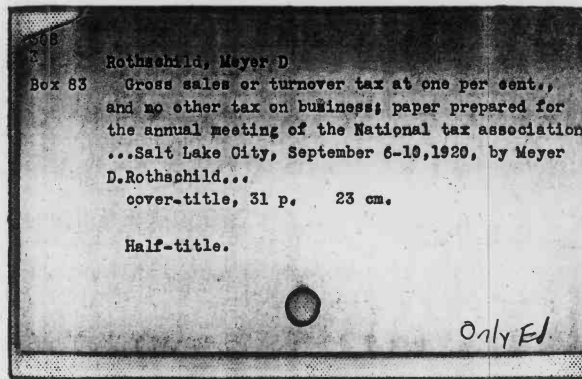 Rothschild, Meyer D
Box 83 Gross sales or turnover tax at one per cent.,
and no other tax on business; paper prepared for
the annual meeting of the National tax association
...Salt Lake City, September 6-10,1920, by Meyer
D.Rothschild...
cover-title, 31 p. 23 cm.
Half-title.
Only Ed.